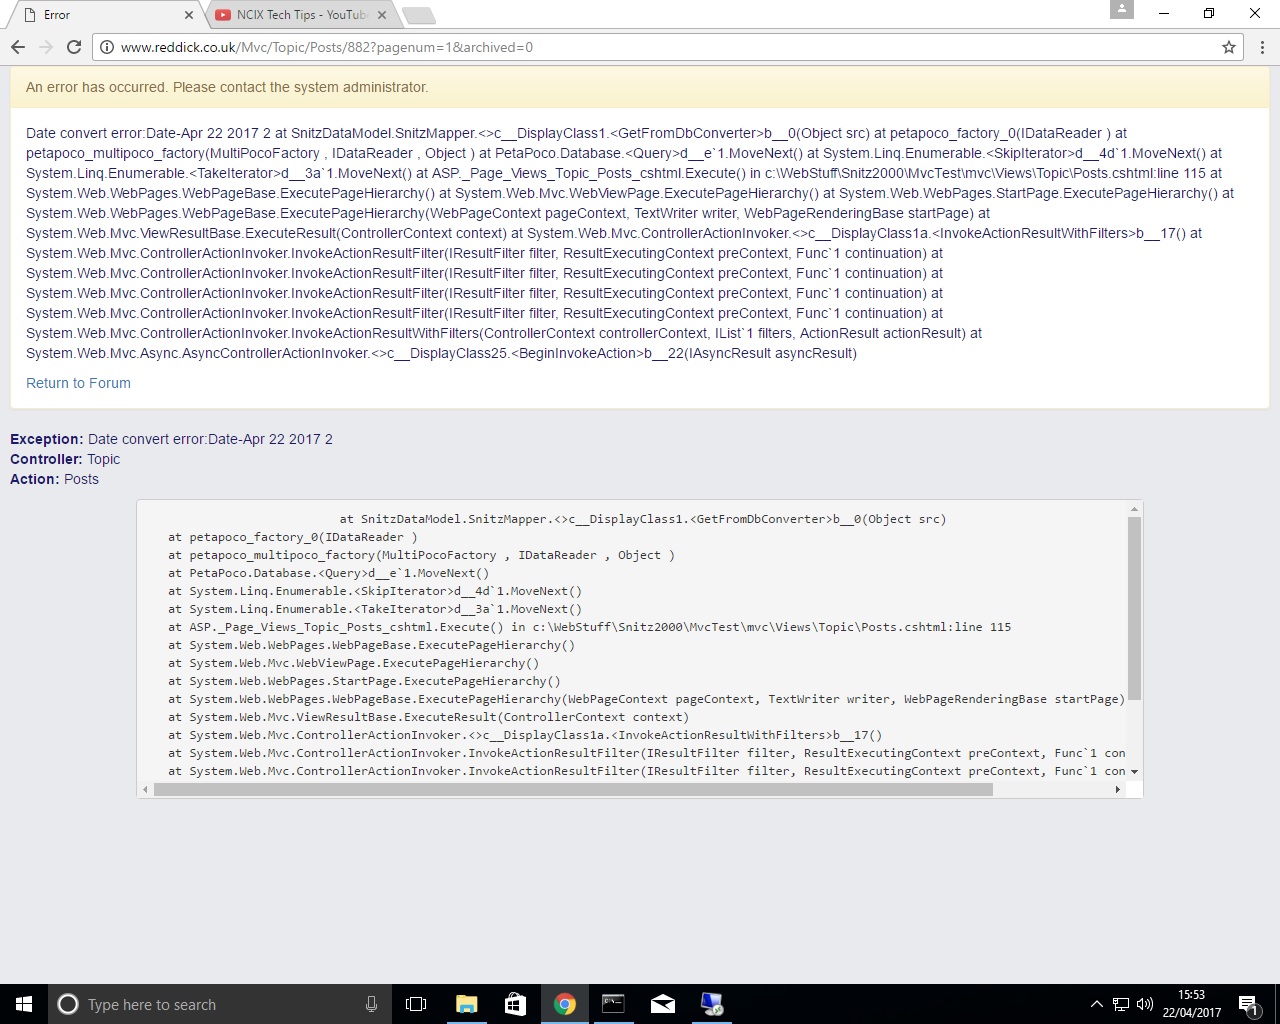 Error
NCIX Tech Tips - YouTub
www.reddick.co.uk/Mvc/Topic/Posts/882?pagenum=1&archived=0
An error has occurred. Please contact the system administrator.
Date convert error:Date-Apr 22 2017 2 at SnitzDataModel.SnitzMapper.<>c__DisplayClass1.<GetFromDbConverter>b__0(Object src) at petapoco_factory_0(IDataReader ) at
petapoco_multipoco_factory(MultiPocoFactory , IDataReader , Object ) at PetaPoco.Database.<Query>d__e`1.MoveNext() at System.Linq.Enumerable.<SkipIterator>d__4d`1.MoveNext() at
System.Linq.Enumerable.<TakeIterator>d__3a`1.MoveNext() at ASP._Page_Views_Topic_Posts_cshtml.Execute() in c:\WebStuff\Snitz2000\MvcTest\mvc\Views\Topic\Posts.cshtml:line 115 at
System.Web.WebPages.WebPageBase.ExecutePageHierarchy() at System.Web.Mvc.WebViewPage.ExecutePageHierarchy() at System.Web.WebPages.StartPage.ExecutePageHierarchy() at
System.Web.WebPages.WebPageBase.ExecutePageHierarchy(WebPageContext pageContext, TextWriter writer, WebPageRenderingBase startPage) at
System.Web.Mvc.ViewResultBase.ExecuteResult(ControllerContext context) at System.Web.Mvc.ControllerActionInvoker.<>c__DisplayClass1a.<InvokeActionResultWithFilters>b__17() at
System.Web.Mvc.ControllerActionInvoker.InvokeActionResultFilter(IResultFilter filter, ResultExecutingContext preContext, Func`1 continuation) at
System.Web.Mvc.ControllerActionInvoker.InvokeActionResultFilter(IResultFilter filter, ResultExecutingContext preContext, Func`1 continuation) at
System.Web.Mvc.ControllerActionInvoker.InvokeActionResultFilter(IResultFilter filter, ResultExecutingContext preContext, Func`1 continuation) at
System.Web.Mvc.ControllerActionInvoker.InvokeActionResultFilter(IResultFilter filter, ResultExecutingContext preContext, Func`1 continuation) at
System.Web.Mvc.ControllerActionInvoker.InvokeActionResultWithFilters(ControllerContext controllerContext, IList`1 filters, ActionResult actionResult) at
System.Web.Mvc.Async.AsyncControllerActionInvoker.<>c__DisplayClass25.<BeginInvokeAction>b__22(IAsyncResult asyncResult)
Return to Forum
Exception: Date convert error:Date-Apr 22 2017 2
Controller: Topic
Action: Posts
at SnitzDataModel.SnitzMapper.<>c__DisplayClass1.<GetFromDbConverter>b__0(Object src)
at petapoco_factory_0(IDataReader )
at petapoco_multipoco_factory(MultiPocoFactory , IDataReader , Object )
at PetaPoco.Database.<Query>d__e`1.MoveNext()
at System.Linq.Enumerable.<SkipIterator>d__4d`1.MoveNext()
at System.Linq.Enumerable.<TakeIterator>d__3a`1.MoveNext()
at ASP._Page_Views_Topic_Posts_cshtml.Execute() in c:\WebStuff\Snitz2000\MvcTest\mvc\Views\Topic\Posts.cshtml:line 115
at System.Web.WebPages.WebPageBase.ExecutePageHierarchy()
at System.Web.Mvc.WebViewPage.ExecutePageHierarchy()
at System.Web.WebPages.StartPage.ExecutePageHierarchy()
at System.Web.WebPages.WebPageBase.ExecutePageHierarchy(WebPageContext pageContext, TextWriter writer, WebPageRenderingBase startPage)
at System.Web.Mvc.ViewResultBase.ExecuteResult(ControllerContext context)
at System.Web.Mvc.ControllerActionInvoker.<>c__DisplayClass1a.<InvokeActionResultWithFilters>b__17()
at System.Web.Mvc.ControllerActionInvoker.InvokeActionResultFilter(IResultFilter filter, ResultExecutingContext preContext, Func`1 con
at System.Web.Mvc.ControllerActionInvoker.InvokeActionResultFilter(IResultFilter filter, ResultExecutingContext preContext, Func`1 con
Type here to search
15:53
22/04/2017
1